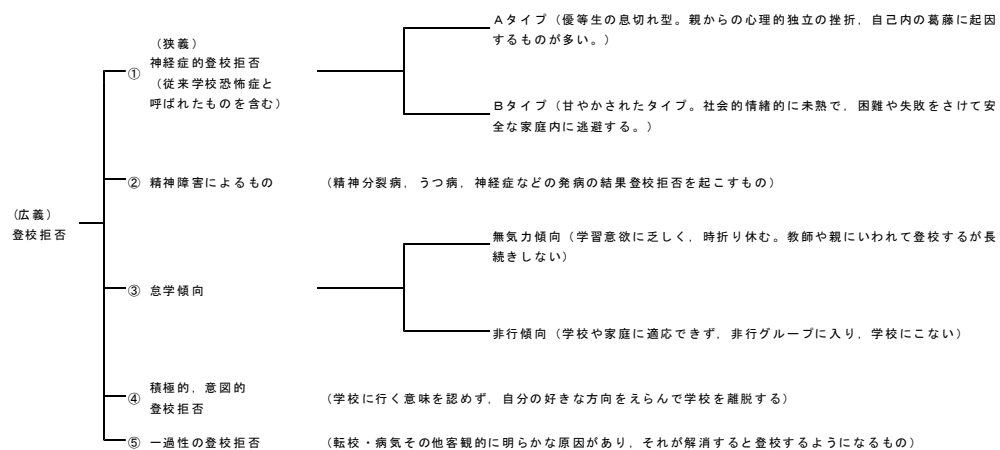 (広義)
登校拒否
①
(狭義)
神経症的登校拒否
(従来学校恐怖症と
呼ばれたものを含む)
Aタイプ(優等生の息切れ型。親からの心理的独立の挫折,自己内の葛藤に起因
するものが多い。)
Bタイプ(甘やかされたタイプ。社会的情緒的に未熟で,困難や失敗をさけて安
全な家庭内に逃避する。)
② 精神障害によるもの (精神分裂病,うつ病,神経症などの発病の結果登校拒否を起こすもの)
③ 怠学傾向
無気力傾向(学習意欲に乏しく,時折り休む。教師や親にいわれて登校するが長
続きしない)
非行傾向(学校や家庭に適応できず,非行グループに入り,学校にこない)
④ 積極的,意図的
登校拒否
(学校に行く意味を認めず,自分の好きな方向をえらんで学校を離脱する)
⑤ 一過性の登校拒否 (転校・病気その他客観的に明らかな原因があり,それが解消すると登校するようになるもの)